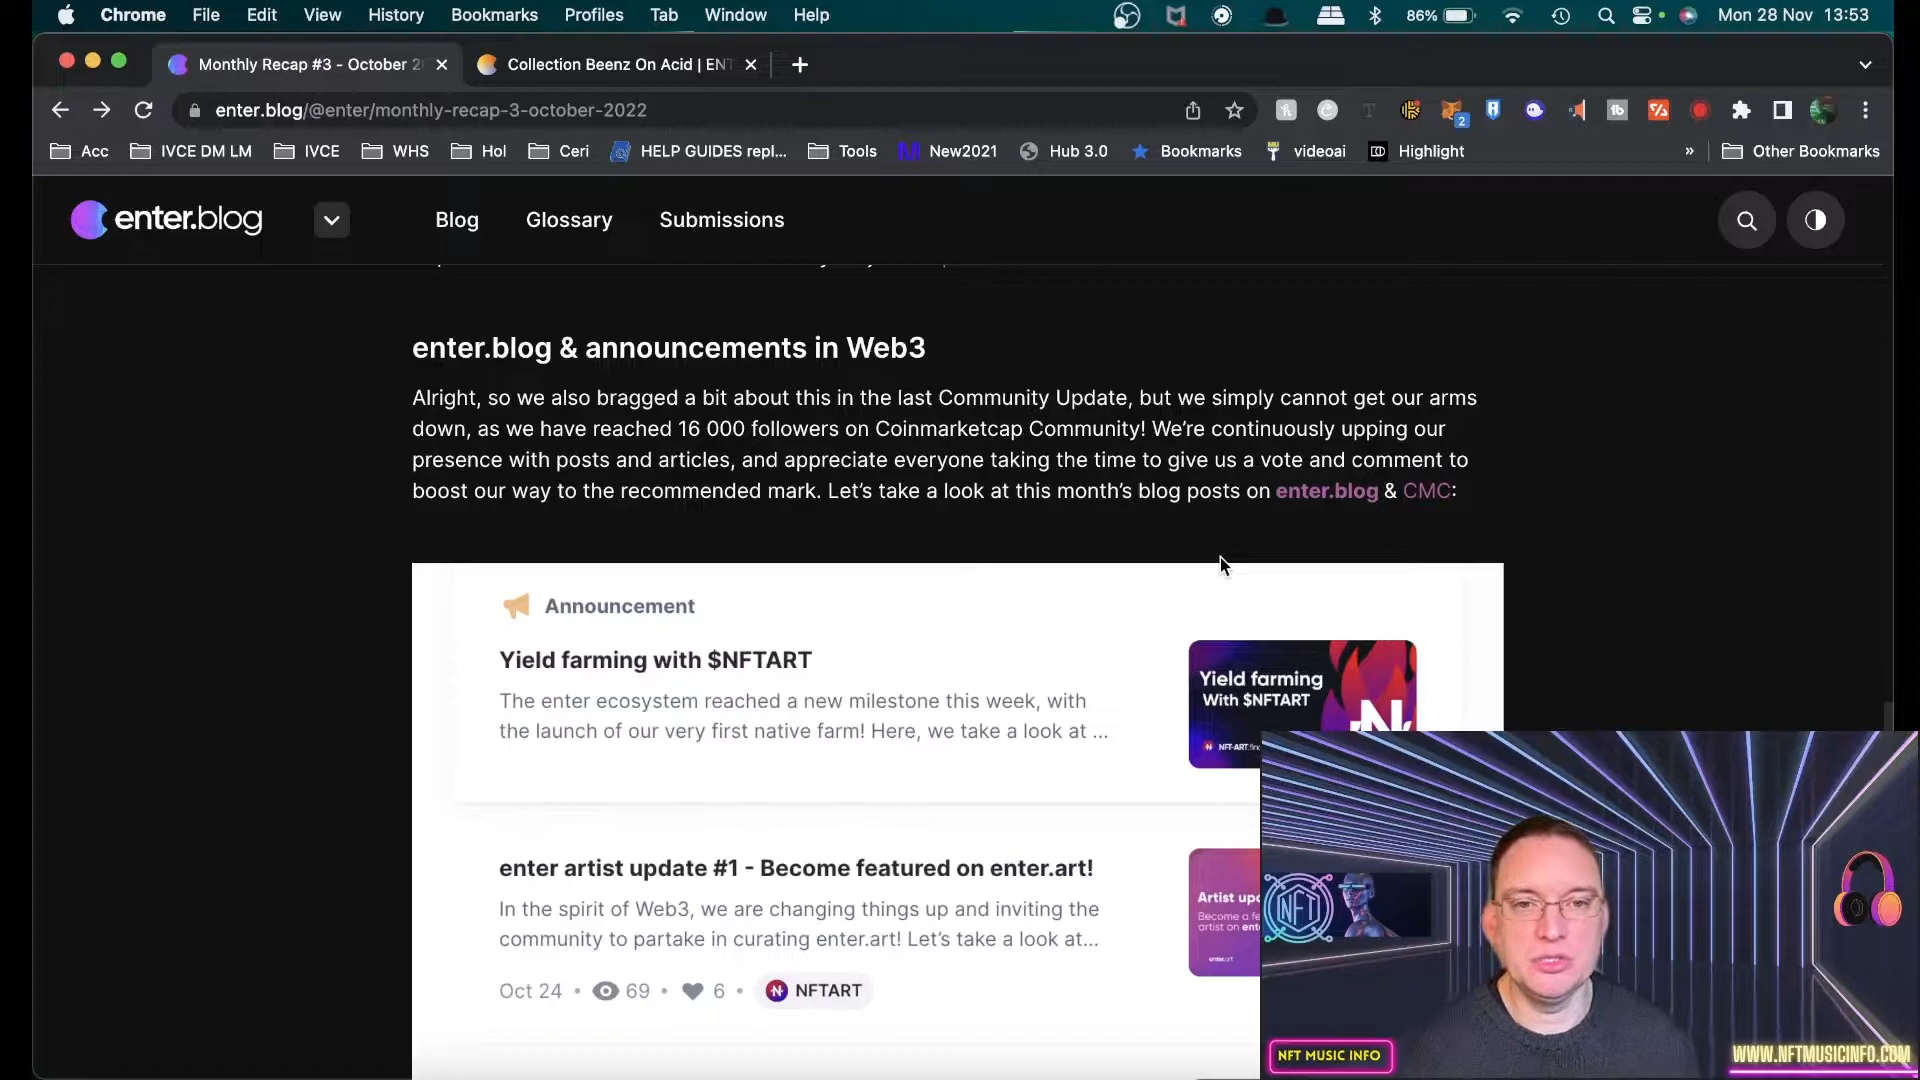 Chrome File Edit View History Bookmarks Profiles Tab Window Help 86% Mon 28 Nov 13:53
Monthly Recap #3 - October 2 Collection Beenz On Acid | ENT
enter.blog/@enter/monthly-recap-3-october-2022
Acc IVCE DM LM IVCE WHS Hol Ceri HELP GUIDES repl... Tools New2021 Hub 3.0 Bookmarks videoai Highlight » Other Bookmarks
enter.blog Blog Glossary Submissions
enter.blog & announcements in Web3
Alright, so we also bragged a bit about this in the last Community Update, but we simply cannot get our arms
down, as we have reached 16 000 followers on Coinmarketcap Community! We’re continuously upping our
presence with posts and articles, and appreciate everyone taking the time to give us a vote and comment to
boost our way to the recommended mark. Let’s take a look at this month’s blog posts on enter.blog & CMC:
Announcement
Yield farming with $NFTART
The enter ecosystem reached a new milestone this week, with
the launch of our very first native farm! Here, we take a look at ...
Yield farming
With $NFTART
NFT-ART.finc
enter artist update #1 - Become featured on enter.art!
In the spirit of Web3, we are changing things up and inviting the
community to partake in curating enter.art! Let’s take a look at...
Oct 24 • 69 • 6 • NFTART
Artist upd
Become a fe
artist on ent
enter.art
NFT
NFT MUSIC INFO
WWW.NFTMUSICINFO.COM